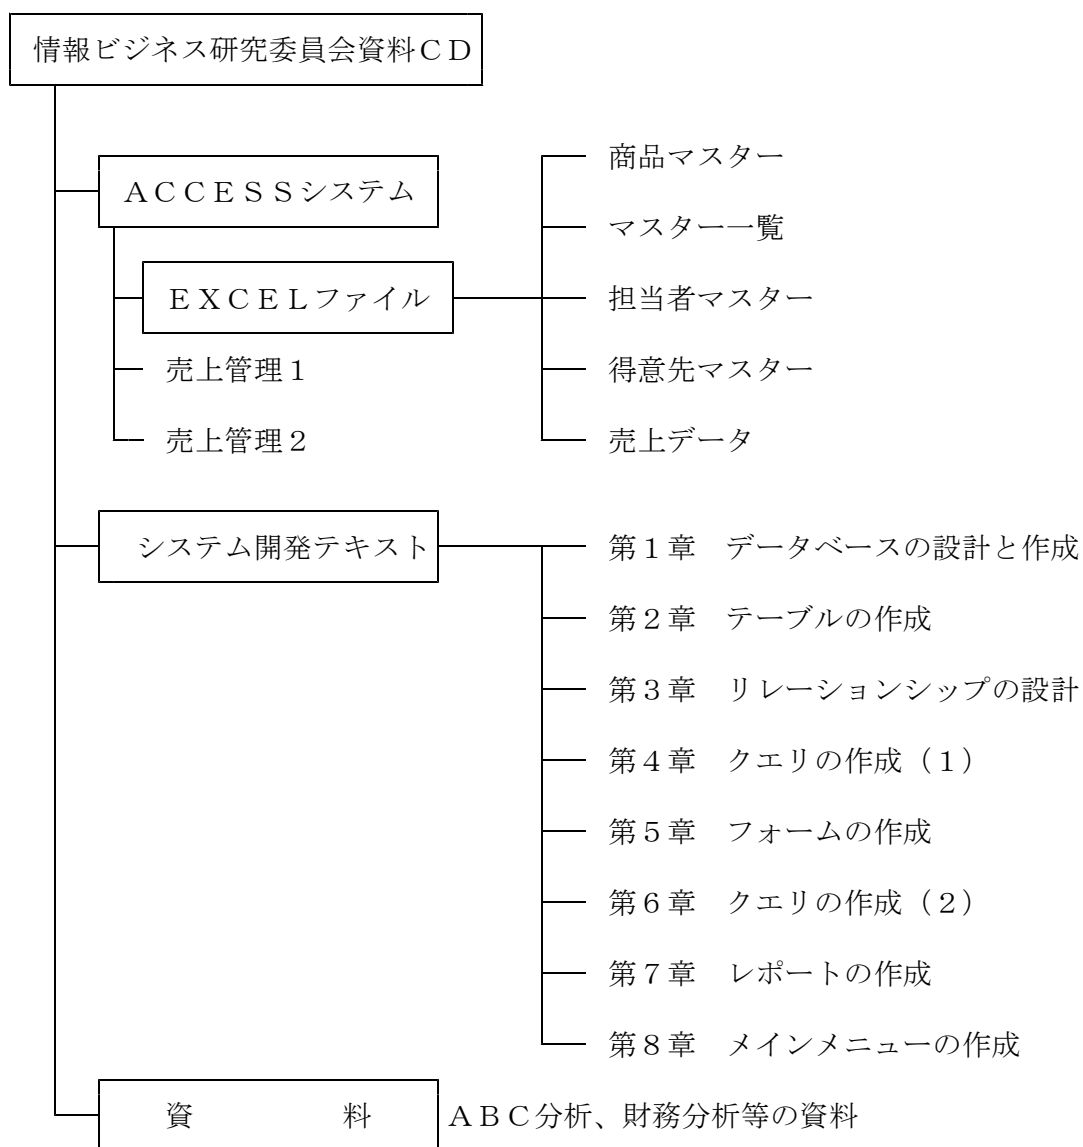 情報ビジネス研究委員会資料ＣＤ
ＡＣＣＥＳＳシステム
ＥＸＣＥＬファイル
商品マスター
マスター一覧
担当者マスター
得意先マスター
売上データ
売上管理１
売上管理２
システム開発テキスト
第１章　データベースの設計と作成
第２章　テーブルの作成
第３章　リレーションシップの設計
第４章　クエリの作成（１）
第５章　フォームの作成
第６章　クエリの作成（２）
第７章　レポートの作成
第８章　メインメニューの作成
資　　　　　料　ＡＢＣ分析、財務分析等の資料